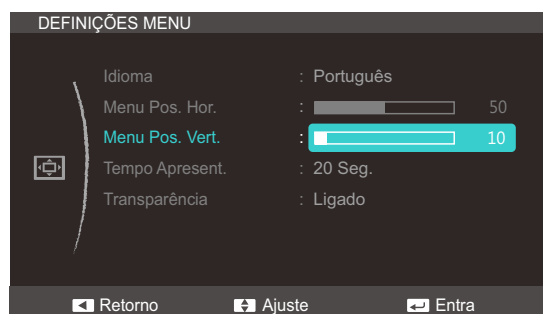 DEFINIÇÕES MENU
Idioma : Português
Menu Pos. Hor. : 50
Menu Pos. Vert. : 10
Tempo Apresent. : 20 Seg.
Transparência : Ligado
Retorno Ajuste Entra